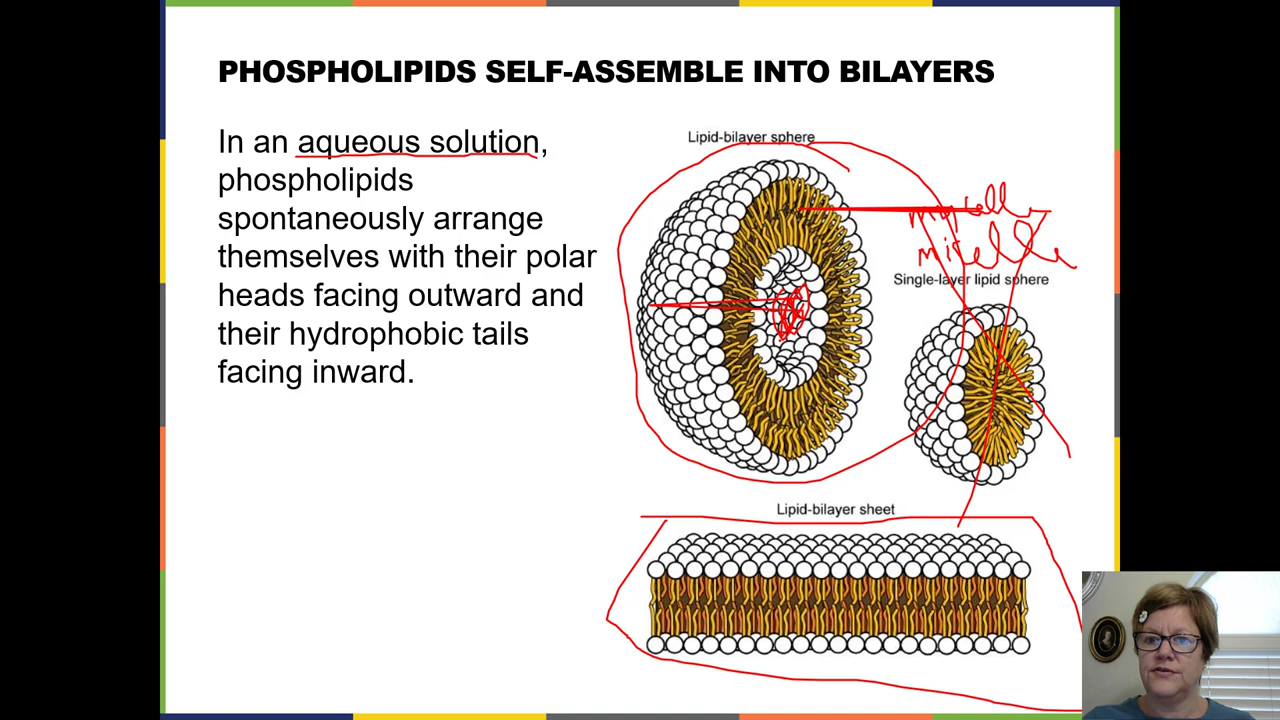 PHOSPHOLIPIDS SELF-ASSEMBLE INTO BILAYERS
In an aqueous solution,
phospholipids
spontaneously arrange
themselves with their polar
heads facing outward and
their hydrophobic tails
facing inward.
Lipid-bilayer sphere
mycelle
micelle
Single-layer lipid sphere
Lipid-bilayer sheet